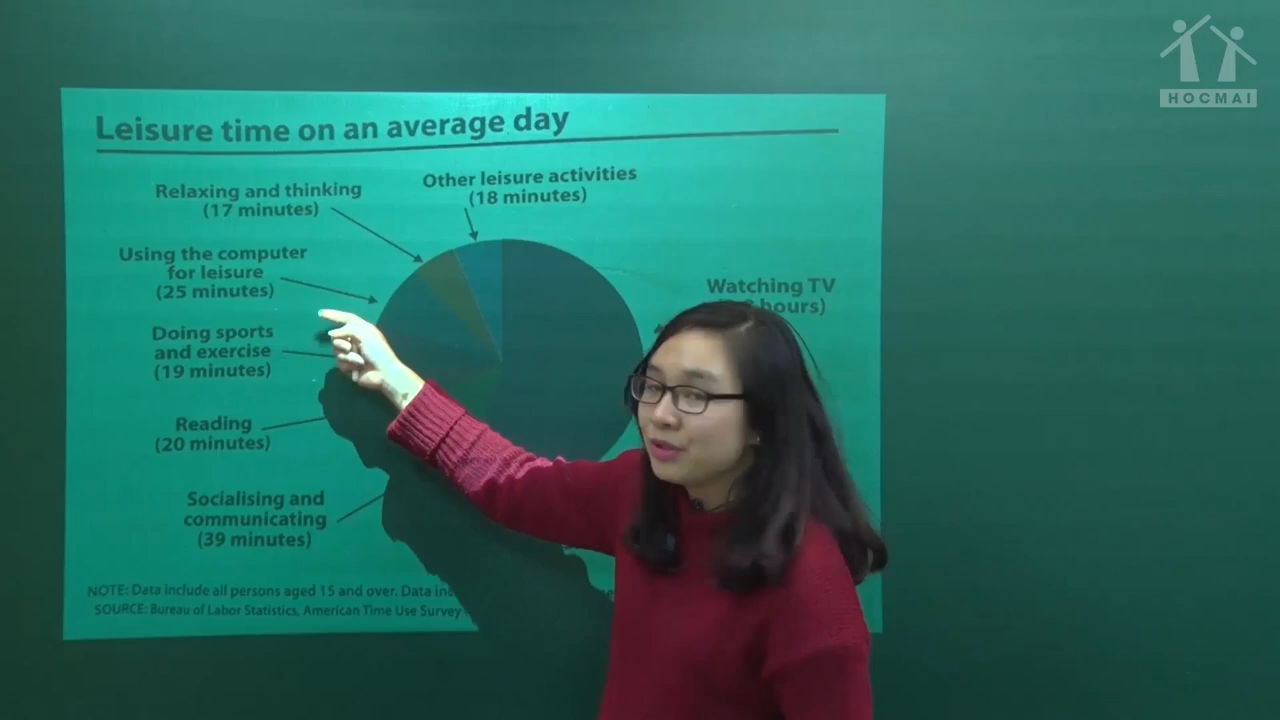 HOCMAI
Leisure time on an average day
Relaxing and thinking
(17 minutes)
Other leisure activities
(18 minutes)
Using the computer
for leisure
(25 minutes)
Watching TV
hours)
Doing sports
and exercise
(19 minutes)
Reading
(20 minutes)
Socialising and
communicating
(39 minutes)
NOTE: Data include all persons aged 15 and over. Data
SOURCE: Bureau of Labor Statistics, American Time Use Survey